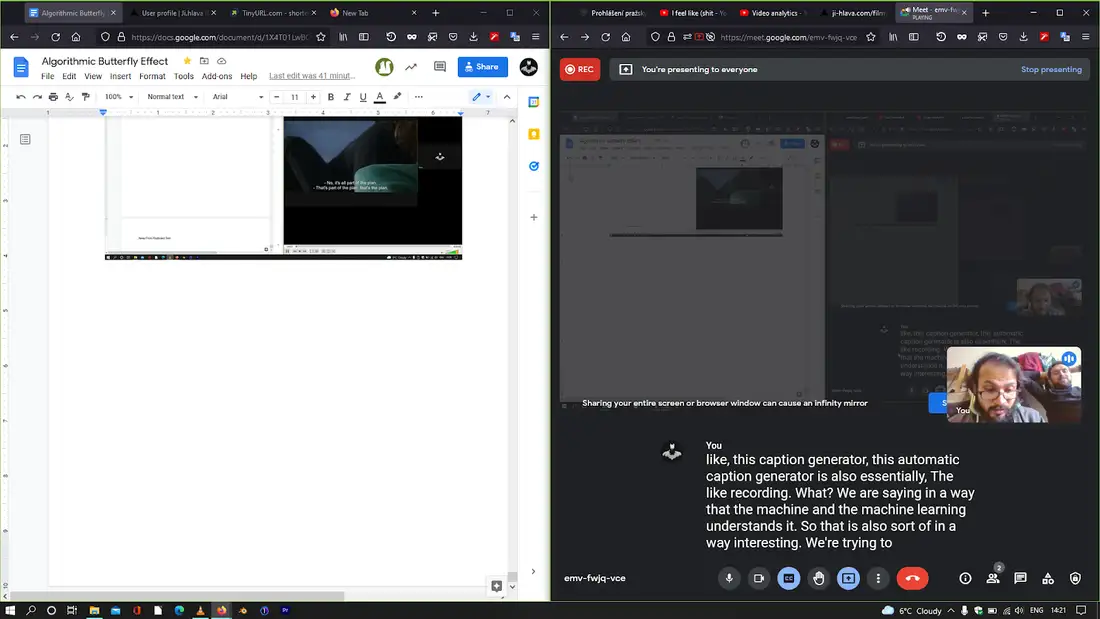 Algorithmic Butterfly
User profile | Ji.hlava
TinyURL.com - shorte
New Tab
https://docs.google.com/document/d/1X4T01LwB
Algorithmic Butterfly Effect
File Edit View Insert Format Tools Add-ons Help Last edit was 41 minut...
Share
100% Normal text Arial 11 B I U A
- No, it's all part of the plan.
- That's part of the plan, that's the plan.
Prohlášení pražsk
I feel like (shit - Yo
Video analytics -
ji-hlava.com/film
Meet - emv-fw
PLAYING
https://meet.google.com/emv-fwjq-vce
REC
You're presenting to everyone
Stop presenting
Sharing your entire screen or browser window can cause an infinity mirror
You
You
like, this caption generator, this automatic
caption generator is also essentially, The
like recording. What? We are saying in a way
that the machine and the machine learning
understands it. So that is also sort of in a
way interesting. We're trying to
emv-fwjq-vce
2
6°C Cloudy ENG 14:21